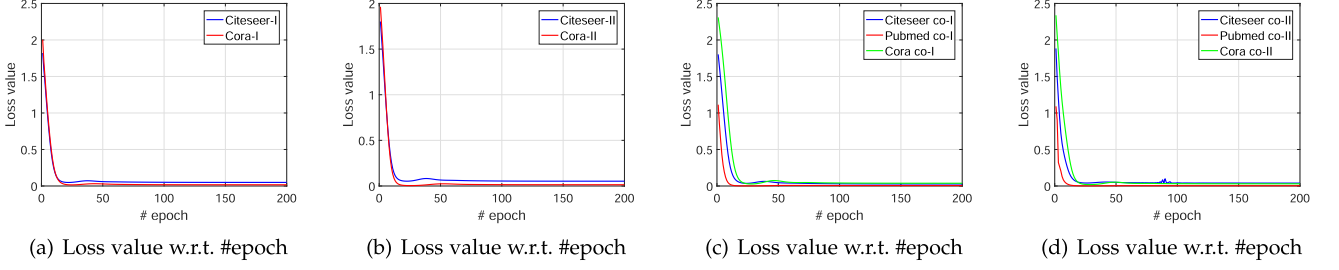 2.5
2
1.5
1
0.5
0
Loss value
0 50 100 150 200
# epoch
Citeseer-I
Cora-I
(a) Loss value w.r.t. #epoch
2
1.5
1
0.5
0
Loss value
0 50 100 150 200
# epoch
Citeseer-II
Cora-II
(b) Loss value w.r.t. #epoch
2.5
2
1.5
1
0.5
0
Loss value
0 50 100 150 200
# epoch
Citeseer co-I
Pubmed co-I
Cora co-I
(c) Loss value w.r.t. #epoch
2.5
2
1.5
1
0.5
0
Loss value
0 50 100 150 200
# epoch
Citeseer co-II
Pubmed co-II
Cora co-II
(d) Loss value w.r.t. #epoch